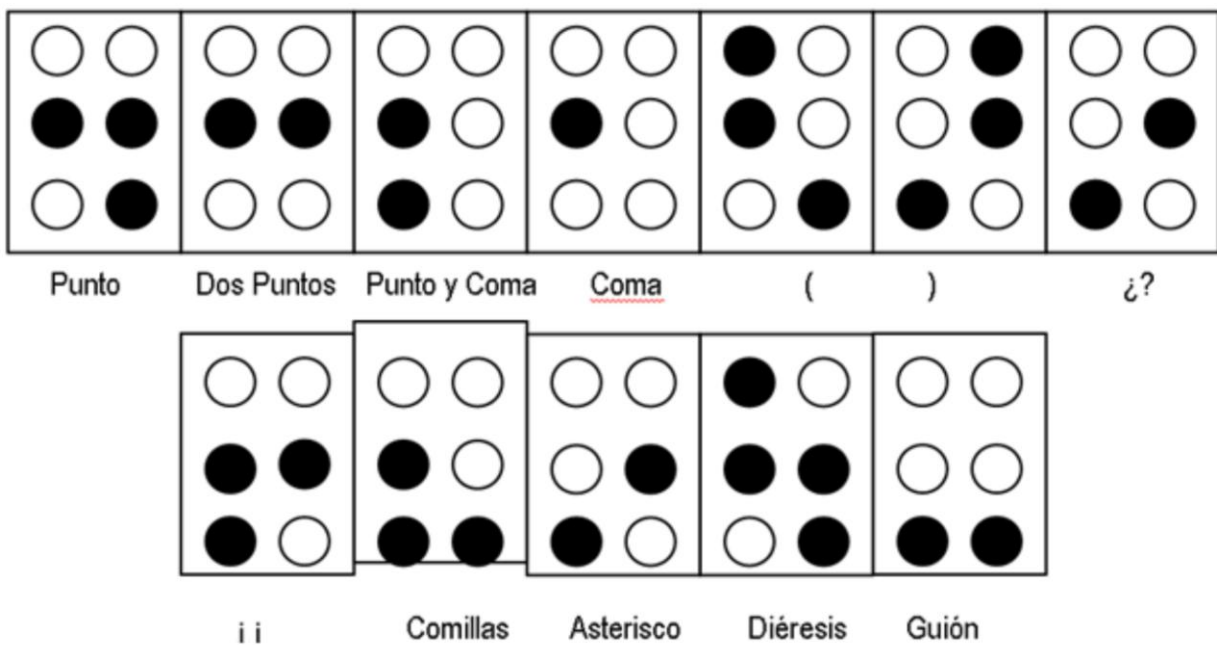 Punto Dos Puntos Punto y Coma Coma ( ) ¿?
¡¡ Comillas Asterisco Diéresis Guión